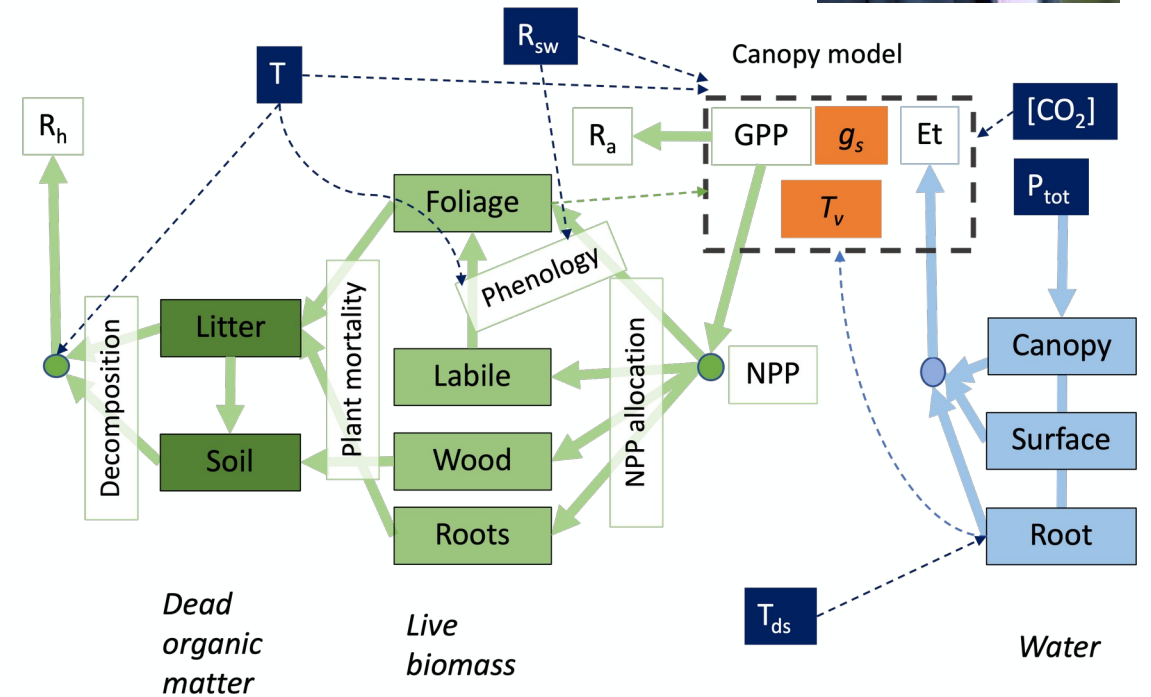 R_sw
T
Canopy model
[CO₂]
R_h
R_a
GPP
g_s
Et
P_tot
Foliage
T_v
Phenology
Litter
Plant mortality
Decomposition
Labile
NPP allocation
NPP
Canopy
Soil
Wood
Surface
Roots
Root
T_ds
Dead
organic
matter
Live
biomass
Water